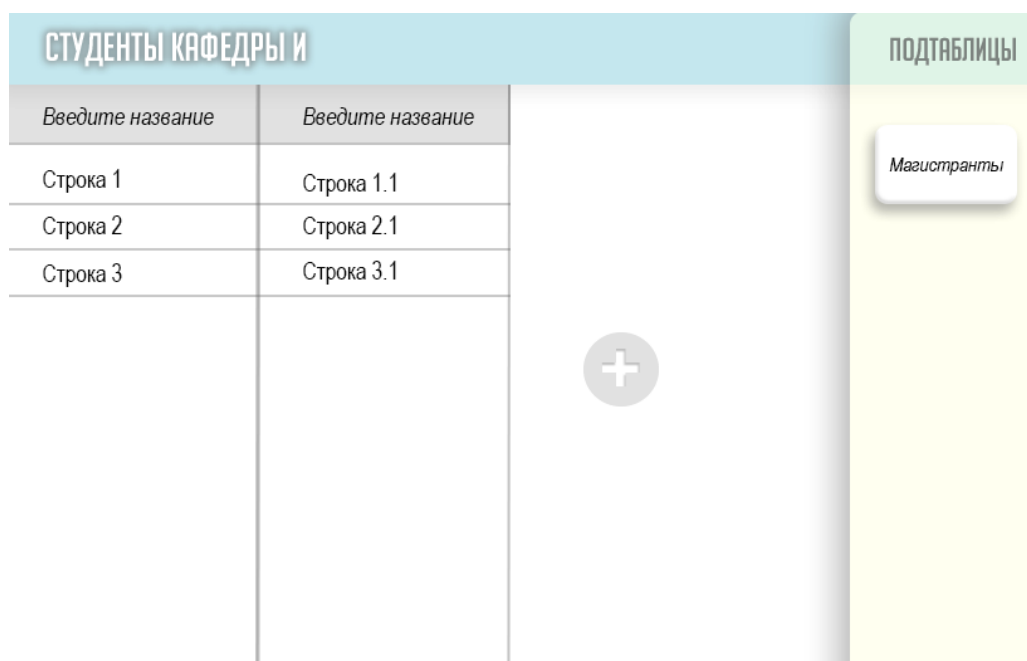 СТУДЕНТЫ КАФЕДРЫ И
ПОДТАБЛИЦЫ
Введите название Введите название
Магистранты
Строка 1 Строка 1.1
Строка 2 Строка 2.1
Строка 3 Строка 3.1